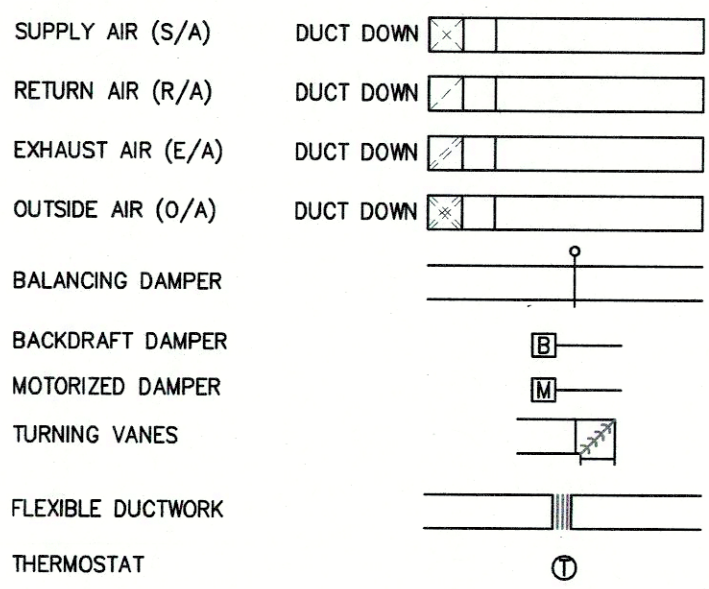 SUPPLY AIR (S/A) DUCT DOWN
RETURN AIR (R/A) DUCT DOWN
EXHAUST AIR (E/A) DUCT DOWN
OUTSIDE AIR (O/A) DUCT DOWN
BALANCING DAMPER
BACKDRAFT DAMPER B
MOTORIZED DAMPER M
TURNING VANES
FLEXIBLE DUCTWORK
THERMOSTAT T